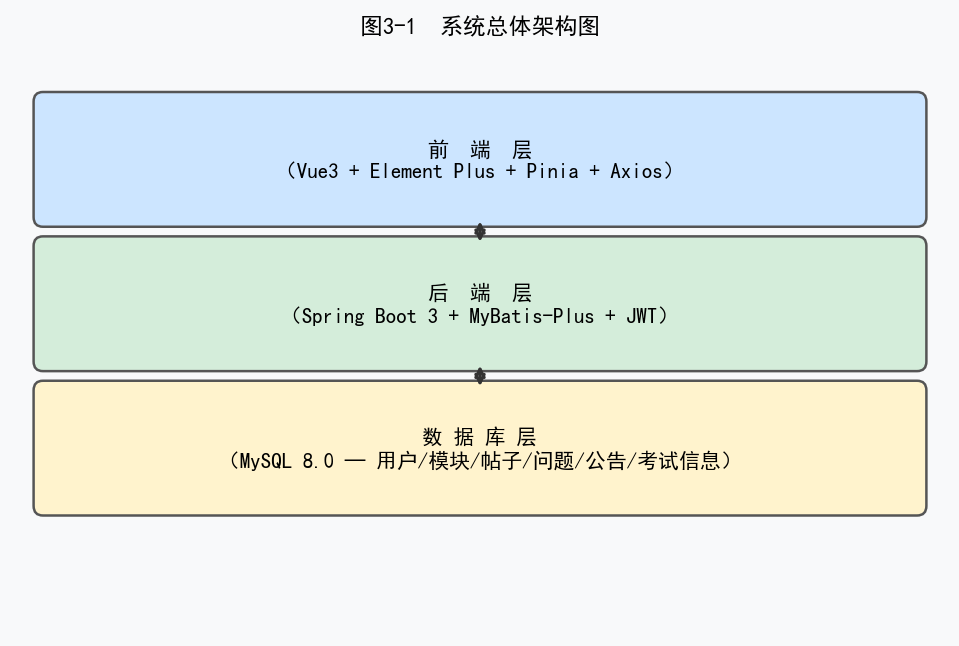 图3-1  系统总体架构图
前  端  层
（Vue3 + Element Plus + Pinia + Axios）
后  端  层
（Spring Boot 3 + MyBatis-Plus + JWT）
数 据 库 层
（MySQL 8.0 — 用户/模块/帖子/问题/公告/考试信息）